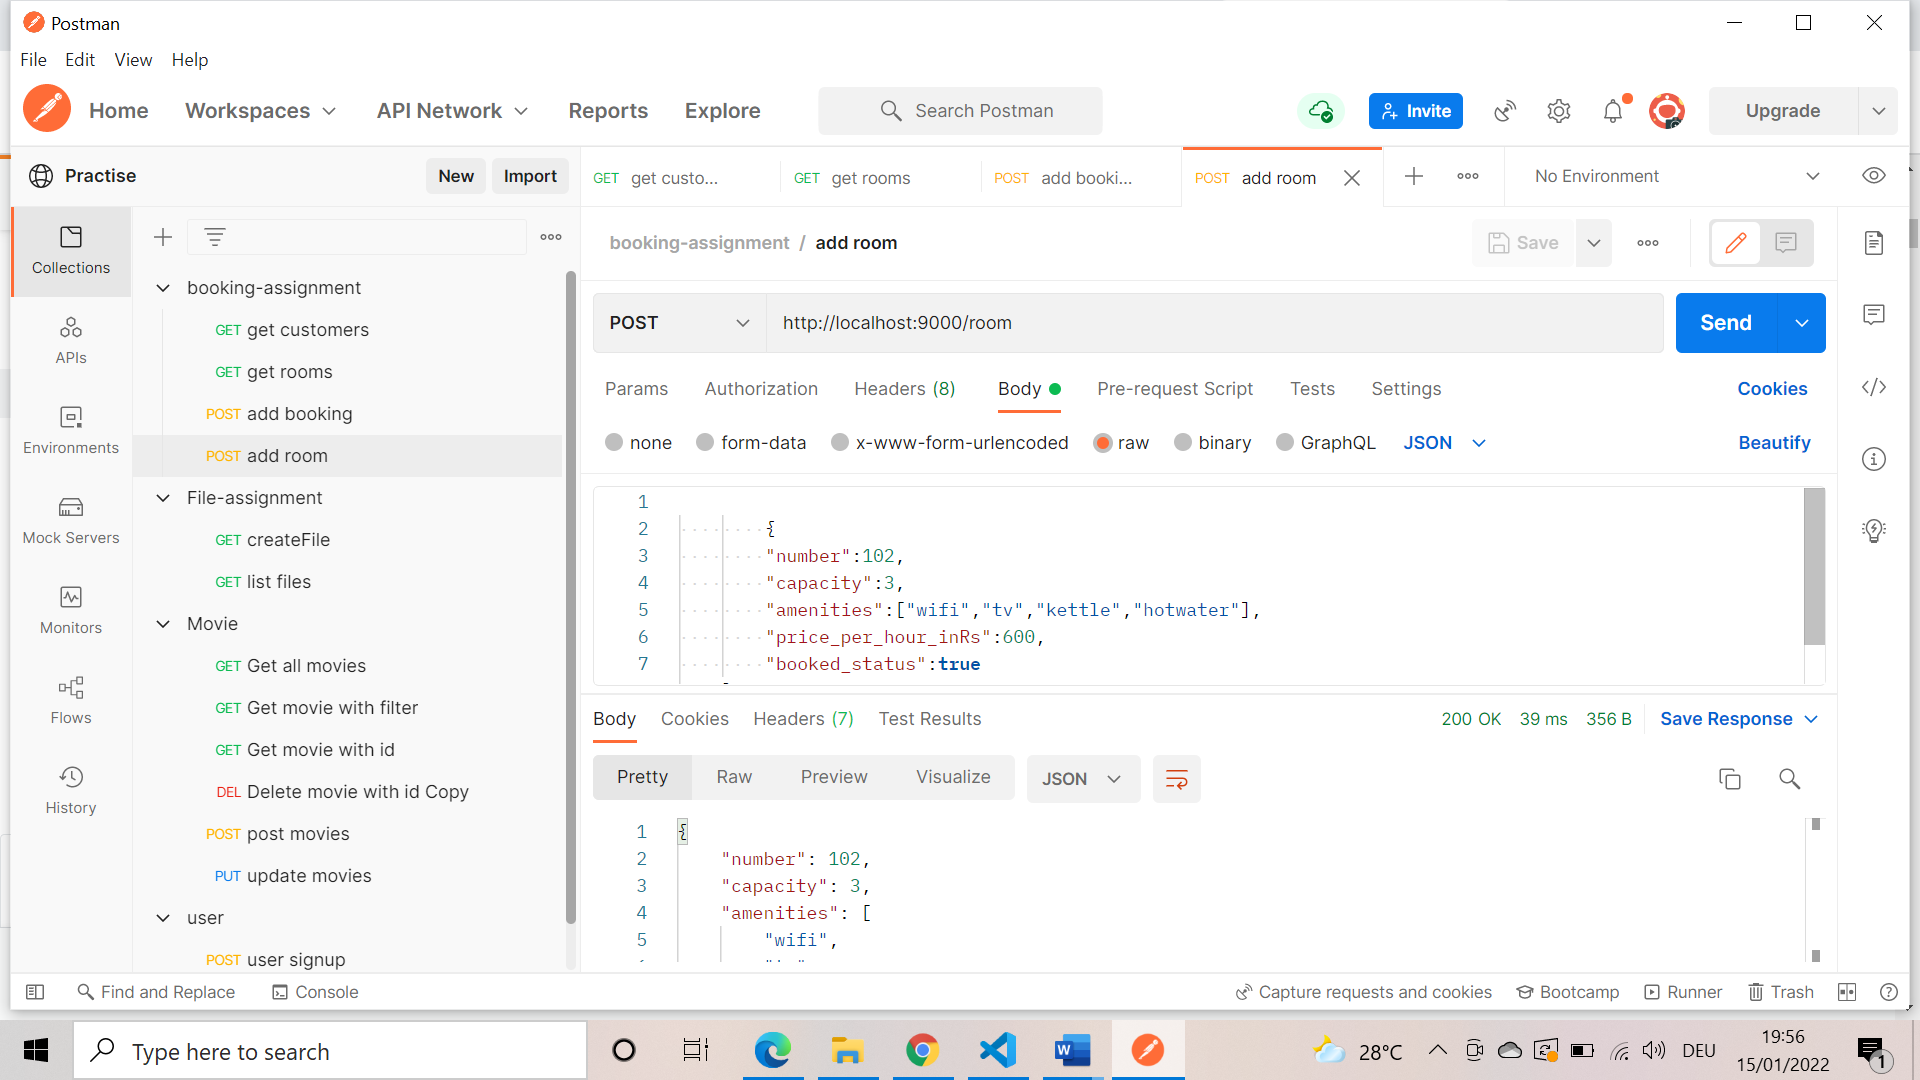 Postman
File Edit View Help
Home Workspaces API Network Reports Explore Search Postman Invite Upgrade
Practise New Import GET get custo... GET get rooms POST add booki... POST add room No Environment
Collections
APIs
Environments
Mock Servers
Monitors
Flows
History
booking-assignment
GET get customers
GET get rooms
POST add booking
POST add room
File-assignment
GET createFile
GET list files
Movie
GET Get all movies
GET Get movie with filter
GET Get movie with id
DEL Delete movie with id Copy
POST post movies
PUT update movies
user
POST user signup
booking-assignment / add room Save
POST http://localhost:9000/room Send
Params Authorization Headers (8) Body Pre-request Script Tests Settings Cookies
none form-data x-www-form-urlencoded raw binary GraphQL JSON Beautify
1
2 {
3 "number":102,
4 "capacity":3,
5 "amenities":["wifi","tv","kettle","hotwater"],
6 "price_per_hour_inRs":600,
7 "booked_status":true
Body Cookies Headers (7) Test Results 200 OK 39 ms 356 B Save Response
Pretty Raw Preview Visualize JSON
1 {
2 "number": 102,
3 "capacity": 3,
4 "amenities": [
5 "wifi",
Find and Replace Console Capture requests and cookies Bootcamp Runner Trash
Type here to search 28°C DEU 19:56
15/01/2022 1